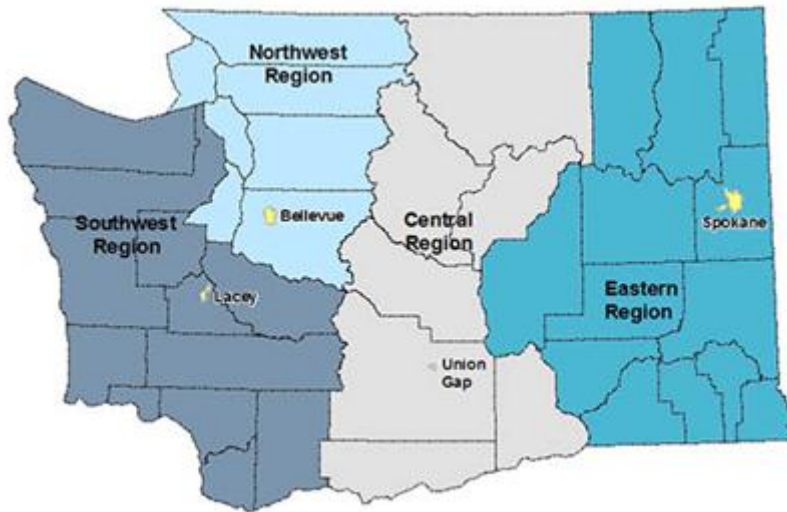 Northwest
Region
Bellevue
Southwest
Region
Central
Region
Spokane
Lacey
Eastern
Region
Union
Gap